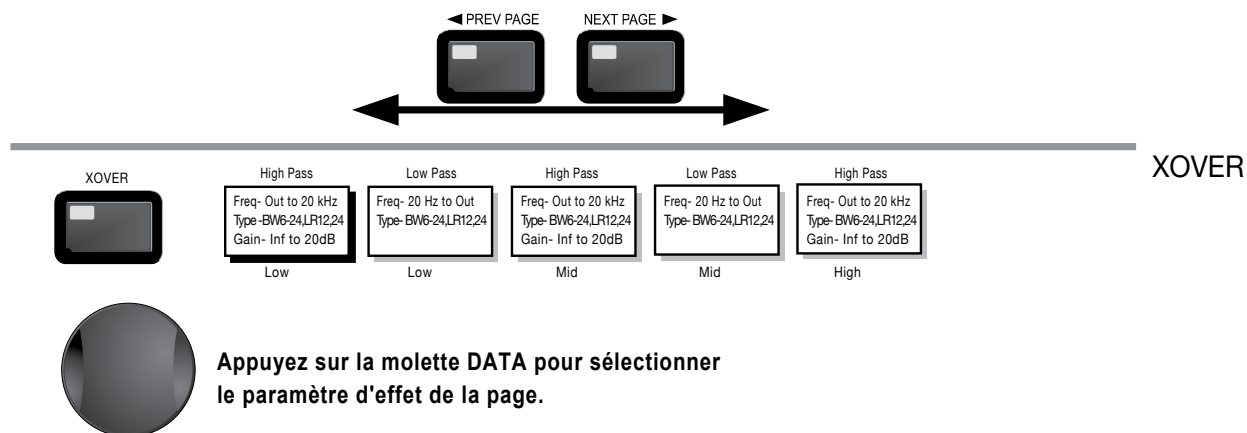 ◄ PREV PAGE NEXT PAGE ►
XOVER
XOVER
High Pass
Freq- Out to 20 kHz
Type -BW6-24,LR12,24
Gain- Inf to 20dB
Low
Low Pass
Freq- 20 Hz to Out
Type- BW6-24,LR12,24
Low
High Pass
Freq- Out to 20 kHz
Type- BW6-24,LR12,24
Gain- Inf to 20dB
Mid
Low Pass
Freq- 20 Hz to Out
Type- BW6-24,LR12,24
Mid
High Pass
Freq- Out to 20 kHz
Type- BW6-24,LR12,24
Gain- Inf to 20dB
High
Appuyez sur la molette DATA pour sélectionner
le paramètre d'effet de la page.